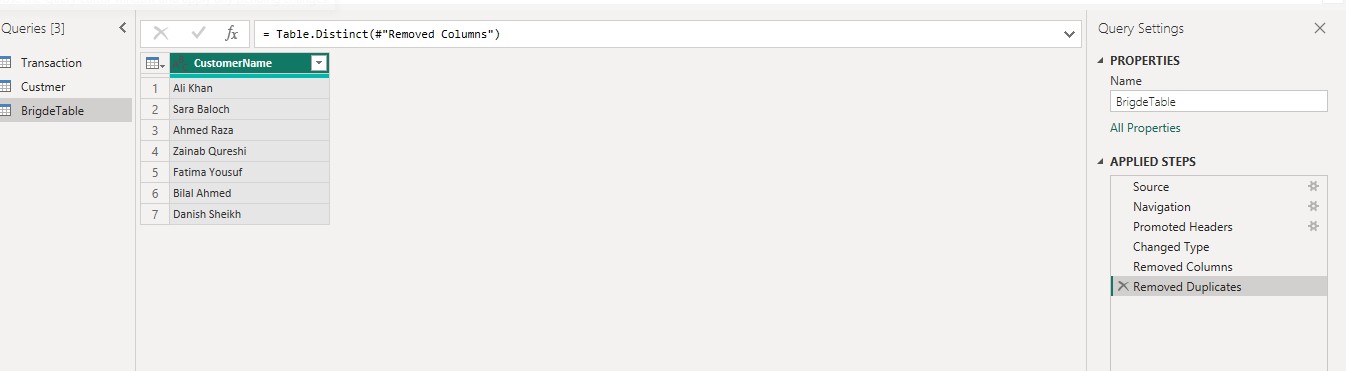 Queries [3]
Transaction
Custmer
BrigdeTable
fx
= Table.Distinct(#"Removed Columns")
CustomerName
1 Ali Khan
2 Sara Baloch
3 Ahmed Raza
4 Zainab Qureshi
5 Fatima Yousuf
6 Bilal Ahmed
7 Danish Sheikh
Query Settings
PROPERTIES
Name
BrigdeTable
All Properties
APPLIED STEPS
Source
Navigation
Promoted Headers
Changed Type
Removed Columns
Removed Duplicates